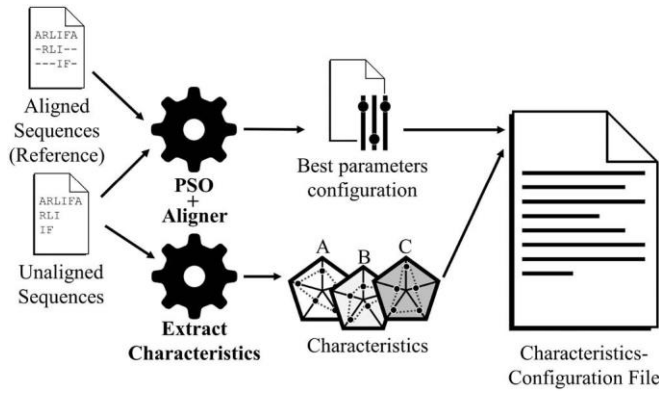 ARLIFA
-RLI--
---IF-
Aligned
Sequences
(Reference)
ARLIFA
RLI
IF
Unaligned
Sequences
PSO
+
Aligner
Extract
Characteristics
Best parameters
configuration
A
B
C
Characteristics
Characteristics-
Configuration File